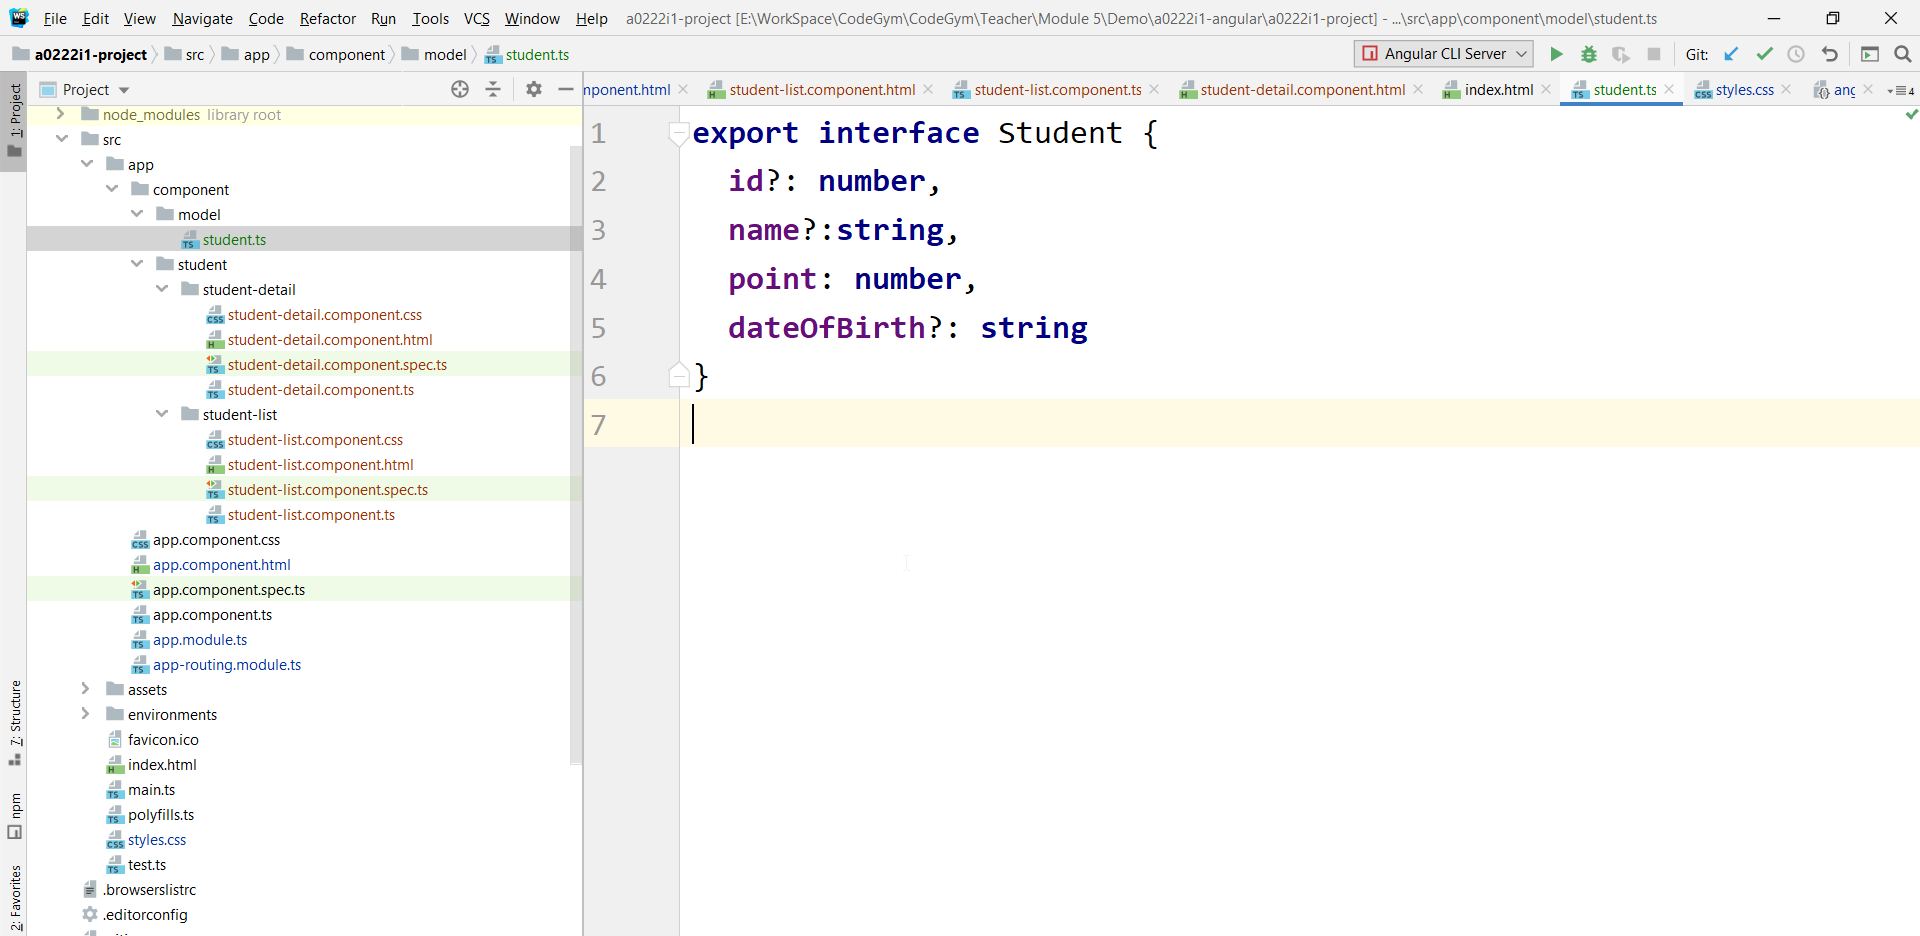 WS File Edit View Navigate Code Refactor Run Tools VCS Window Help a0222i1-project [E:\WorkSpace\CodeGym\CodeGym\Teacher\Module 5\Demo\a0222i1-angular\a0222i1-project] - ...\src\app\component\model\student.ts
a0222i1-project src app component model student.ts Angular CLI Server Git:
Project
mponent.html student-list.component.html student-list.component.ts student-detail.component.html index.html student.ts styles.css ang 4
1: Project
7: Structure
npm
2: Favorites
node_modules library root
src
app
component
model
student.ts
student
student-detail
student-detail.component.css
student-detail.component.html
student-detail.component.spec.ts
student-detail.component.ts
student-list
student-list.component.css
student-list.component.html
student-list.component.spec.ts
student-list.component.ts
app.component.css
app.component.html
app.component.spec.ts
app.component.ts
app.module.ts
app-routing.module.ts
assets
environments
favicon.ico
index.html
main.ts
polyfills.ts
styles.css
test.ts
.browserslistrc
.editorconfig
1 export interface Student {
2 id?: number,
3 name?:string,
4 point: number,
5 dateOfBirth?: string
6 }
7